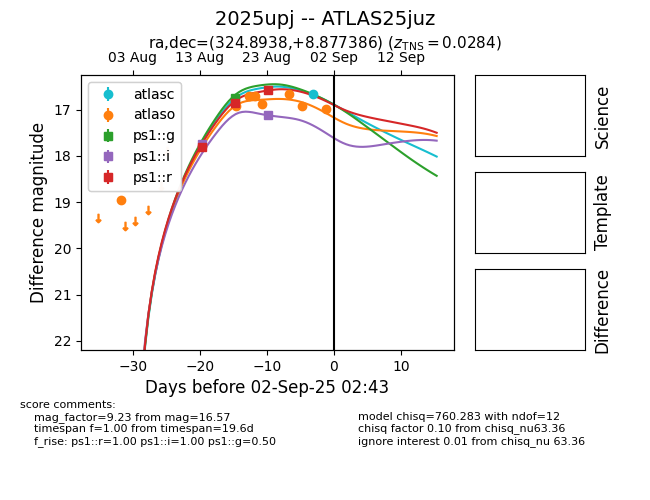 2025upj -- ATLAS25juz
ra,dec=(324.8938,+8.877386) (z_TNS = 0.0284)
03 Aug 13 Aug 23 Aug 02 Sep 12 Sep
atlasc
atlaso
ps1::g
ps1::i
ps1::r
17
18
19
20
21
22
Difference magnitude
−30 −20 −10 0 10
Days before 02-Sep-25 02:43
Science
Template
Difference
score comments:
mag_factor=9.23 from mag=16.57
timespan f=1.00 from timespan=19.6d
f_rise: ps1::r=1.00 ps1::i=1.00 ps1::g=0.50
model chisq=760.283 with ndof=12
chisq factor 0.10 from chisq_nu63.36
ignore interest 0.01 from chisq_nu 63.36